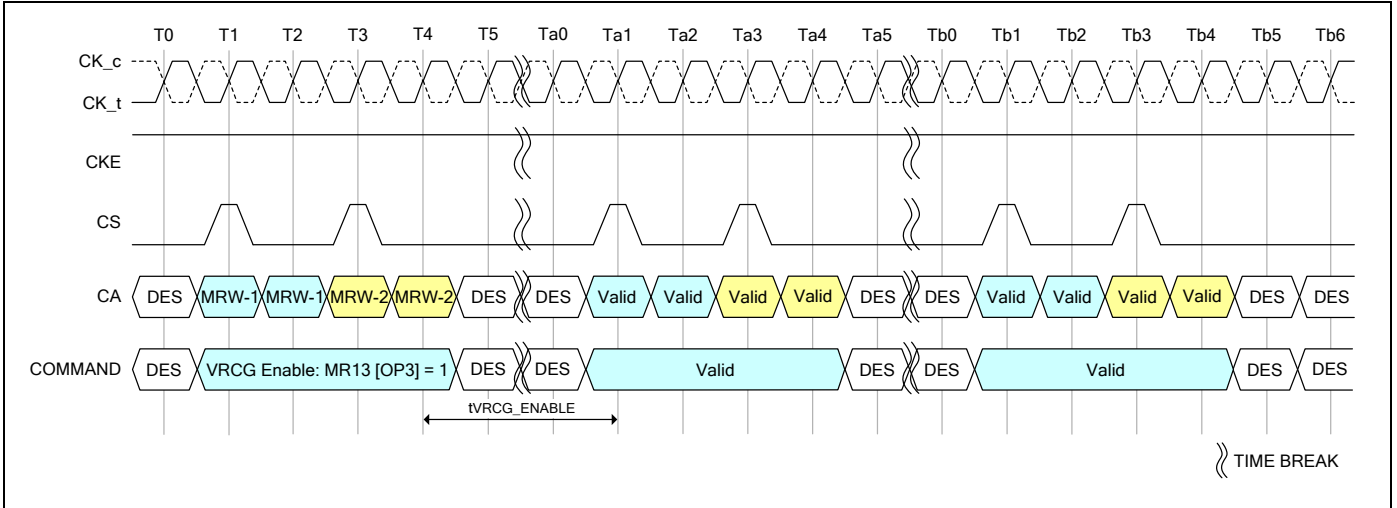 T0 T1 T2 T3 T4 T5 Ta0 Ta1 Ta2 Ta3 Ta4 Ta5 Tb0 Tb1 Tb2 Tb3 Tb4 Tb5 Tb6
CK_c
CK_t
CKE
CS
CA DES MRW-1 MRW-1 MRW-2 MRW-2 DES DES Valid Valid Valid Valid DES DES Valid Valid Valid Valid DES DES
COMMAND DES VRCG Enable: MR13 [OP3] = 1 DES DES Valid DES DES Valid DES DES
tVRCG_ENABLE
TIME BREAK